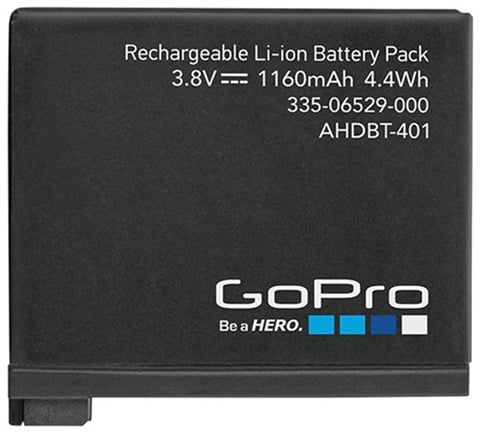 Rechargeable Li-ion Battery Pack
3.8V⎓ 1160mAh 4.4Wh
335-06529-000
AHDBT-401
GoPro
Be a HERO.